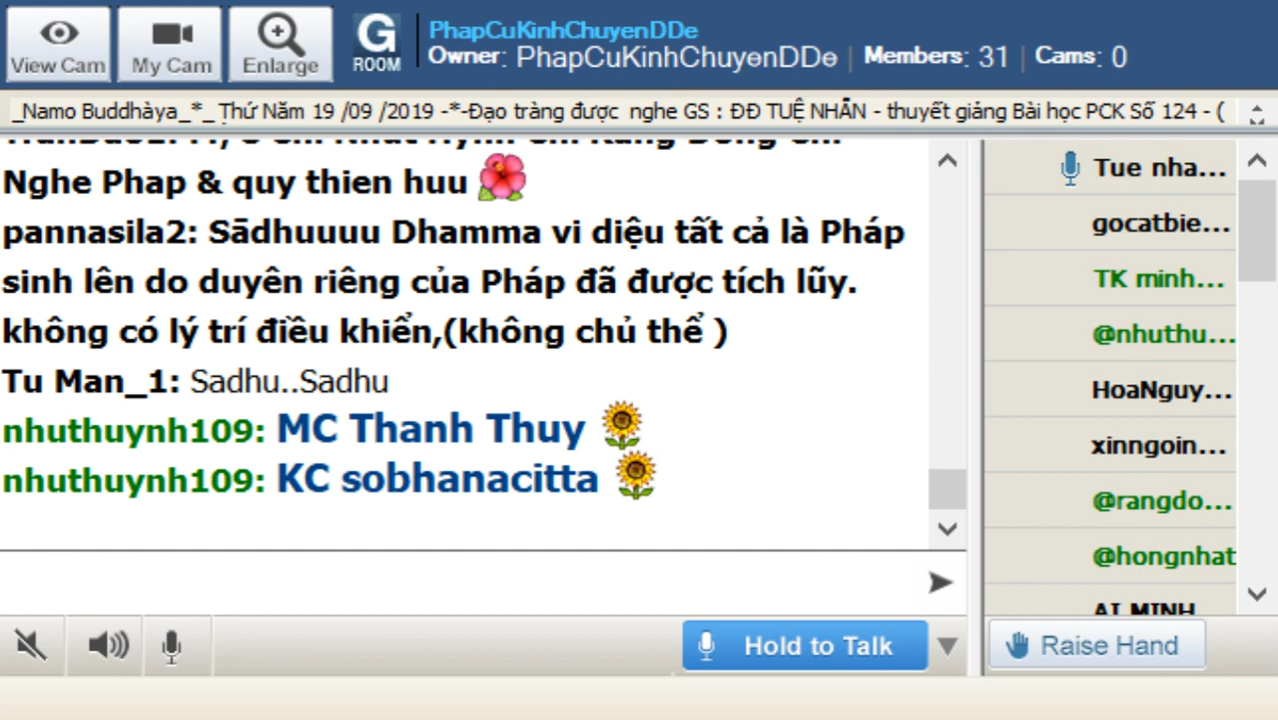 View Cam
My Cam
Enlarge
G
ROOM
PhapCuKinhChuyenDDe
Owner: PhapCuKinhChuyenDDe | Members: 31 | Cams: 0
_Namo Buddhàya_*_ Thứ Năm 19 /09 /2019 -*-Đạo tràng được nghe GS : ĐĐ TUỆ NHẪN - thuyết giảng Bài học PCK Số 124 - (
Nghe Phap & quy thien huu
pannasila2: Sādhuuuu Dhamma vi diệu tất cả là Pháp
sinh lên do duyên riêng của Pháp đã được tích lũy.
không có lý trí điều khiển,(không chủ thể )
Tu Man_1: Sadhu..Sadhu
nhuthuynh109: MC Thanh Thuy
nhuthuynh109: KC sobhanacitta
Tue nha...
gocatbie...
TK minh...
@nhuthu...
HoaNguy...
xinngoin...
@rangdo...
@hongnhat
AI MINH
Hold to Talk
Raise Hand